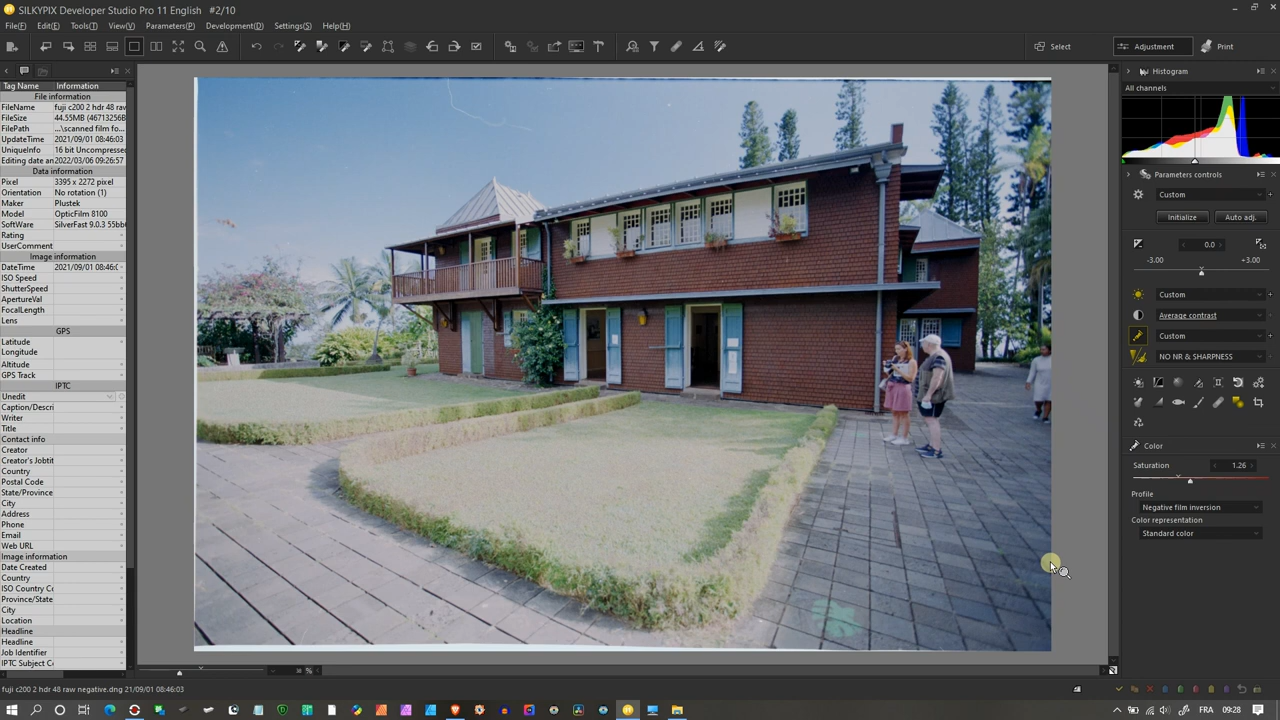 SILKYPIX Developer Studio Pro 11 English #2/10
File(F) Edit(E) Tools(T) View(V) Parameters(P) Development(D) Settings(S) Help(H)
Select Adjustment Print
Tag Name Information
File information
FileName fuji c200 2 hdr 48 raw
FileSize 44.55MB (46713256B
FilePath ...\scanned film fo...
UpdateTime 2021/09/01 08:46:03
UniqueInfo 16 bit Uncompresse
Editing date an 2022/03/06 09:26:57
Data information
Pixel 3395 x 2272 pixel
Orientation No rotation (1)
Maker Plustek
Model OpticFilm 8100
SoftWare SilverFast 9.0.3 55bb
Rating
UserComment
Image information
DateTime 2021/09/01 08:46:0
ISO Speed
ShutterSpeed
ApertureVal
FocalLength
Lens
GPS
Latitude
Longitude
Altitude
GPS Track
IPTC
Unedit
Caption/Descri
Writer
Title
Contact info
Creator
Creator's Jobtit
Country
Postal Code
State/Province
City
Address
Phone
Email
Web URL
Image information
Date Created
Country
ISO Country Cc
Province/State
City
Location
Headline
Headline
Job Identifier
IPTC Subject C
Histogram
All channels
Parameters controls
Custom
Initialize Auto adj.
0.0
-3.00 +3.00
Custom
Average contrast
Custom
NO NR & SHARPNESS
Color
Saturation 1.26
Profile
Negative film inversion
Color representation
Standard color
%
fuji c200 2 hdr 48 raw negative.dng 21/09/01 08:46:03
FRA 09:28